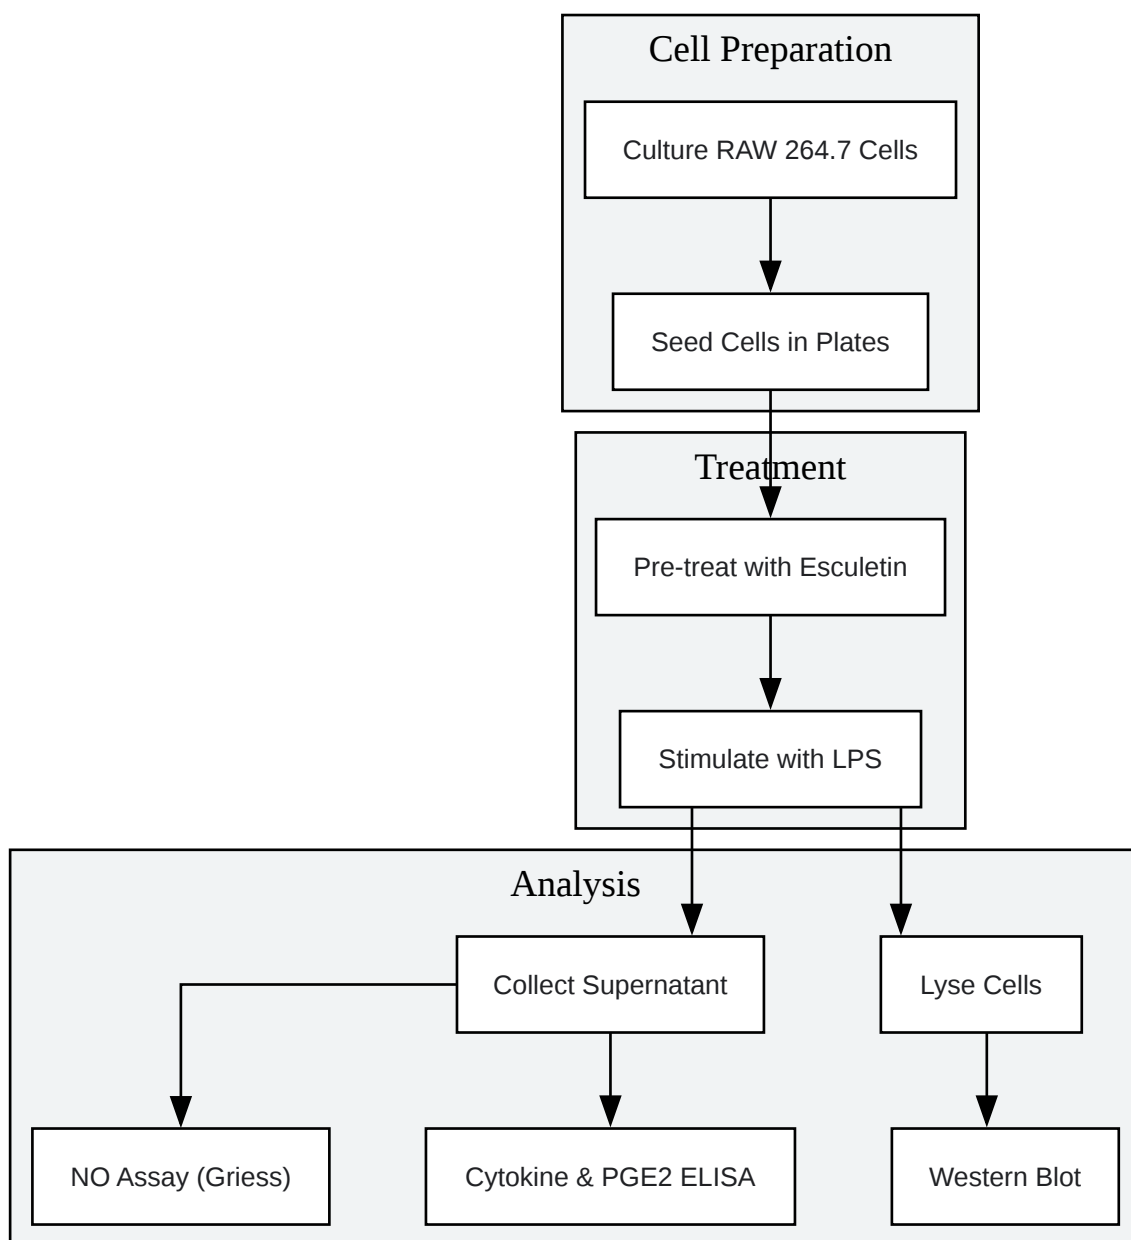 Cell Preparation
Culture RAW 264.7 Cells
Seed Cells in Plates
Treatment
Pre-treat with Esculetin
Stimulate with LPS
Analysis
Collect Supernatant
Lyse Cells
NO Assay (Griess)
Cytokine & PGE2 ELISA
Western Blot